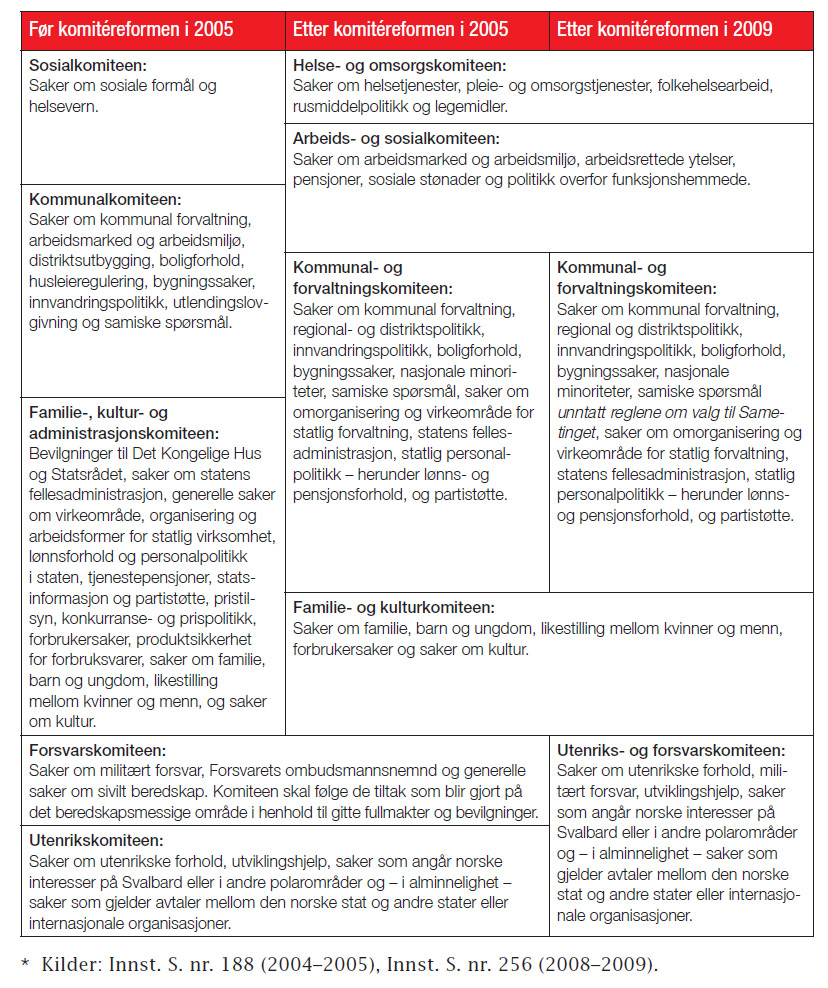 Før komitéreformen i 2005
Etter komitéreformen i 2005
Etter komitéreformen i 2009
Sosialkomiteen:
Saker om sosiale formål og
helsevern.
Kommunalkomiteen:
Saker om kommunal forvaltning,
arbeidsmarked og arbeidsmiljø,
distriktsutbygging, boligforhold,
husleieregulering, bygningssaker,
innvandringspolitikk, utlendingslov-
givning og samiske spørsmål.
Familie-, kultur- og
administrasjonskomiteen:
Bevilgninger til Det Kongelige Hus
og Statsrådet, saker om statens
fellesadministrasjon, generelle saker
om virkeområde, organisering og
arbeidsformer for statlig virksomhet,
lønnsforhold og personalpolitikk
i staten, tjenestepensjoner, stats-
informasjon og partistøtte, pristil-
syn, konkurranse- og prispolitikk,
forbrukersaker, produktsikkerhet
for forbruksvarer, saker om familie,
barn og ungdom, likestilling
mellom kvinner og menn, og saker
om kultur.
Helse- og omsorgskomiteen:
Saker om helsetjenester, pleie- og omsorgstjenester, folkehelsearbeid,
rusmiddelpolitikk og legemidler.
Arbeids- og sosialkomiteen:
Saker om arbeidsmarked og arbeidsmiljø, arbeidsrettede ytelser,
pensjoner, sosiale stønader og politikk overfor funksjonshemmede.
Kommunal- og
forvaltningskomiteen:
Saker om kommunal forvaltning,
regional- og distriktspolitikk,
innvandringspolitikk, boligforhold,
bygningssaker, nasjonale minori-
teter, samiske spørsmål, saker om
omorganisering og virkeområde for
statlig forvaltning, statens felles-
administrasjon, statlig personal-
politikk – herunder lønns- og
pensjonsforhold, og partistøtte.
Kommunal- og
forvaltningskomiteen:
Saker om kommunal forvaltning,
regional og distriktspolitikk,
innvandringspolitikk, boligforhold,
bygningssaker, nasjonale
minoriteter, samiske spørsmål
unntatt reglene om valg til Same-
tinget, saker om omorganisering og
virkeområde for statlig forvaltning,
statens fellesadministrasjon, statlig
personalpolitikk – herunder lønns-
og pensjonsforhold, og partistøtte.
Familie- og kulturkomiteen:
Saker om familie, barn og ungdom, likestilling mellom kvinner og menn,
forbrukersaker og saker om kultur.
Forsvarskomiteen:
Saker om militært forsvar, Forsvarets ombudsmannsnemnd og generelle
saker om sivilt beredskap. Komiteen skal følge de tiltak som blir gjort på
det beredskapsmessige område i henhold til gitte fullmakter og bevilgninger.
Utenrikskomiteen:
Saker om utenrikske forhold, utviklingshjelp, saker som angår norske
interesser på Svalbard eller i andre polarområder og – i alminnelighet –
saker som gjelder avtaler mellom den norske stat og andre stater eller
internasjonale organisasjoner.
Utenriks- og forsvarskomiteen:
Saker om utenrikske forhold, mili-
tært forsvar, utviklingshjelp, saker
som angår norske interesser på
Svalbard eller i andre polarområder
og – i alminnelighet – saker som
gjelder avtaler mellom den norske
stat og andre stater eller internasjo-
nale organisasjoner.
* Kilder: Innst. S. nr. 188 (2004–2005), Innst. S. nr. 256 (2008–2009).